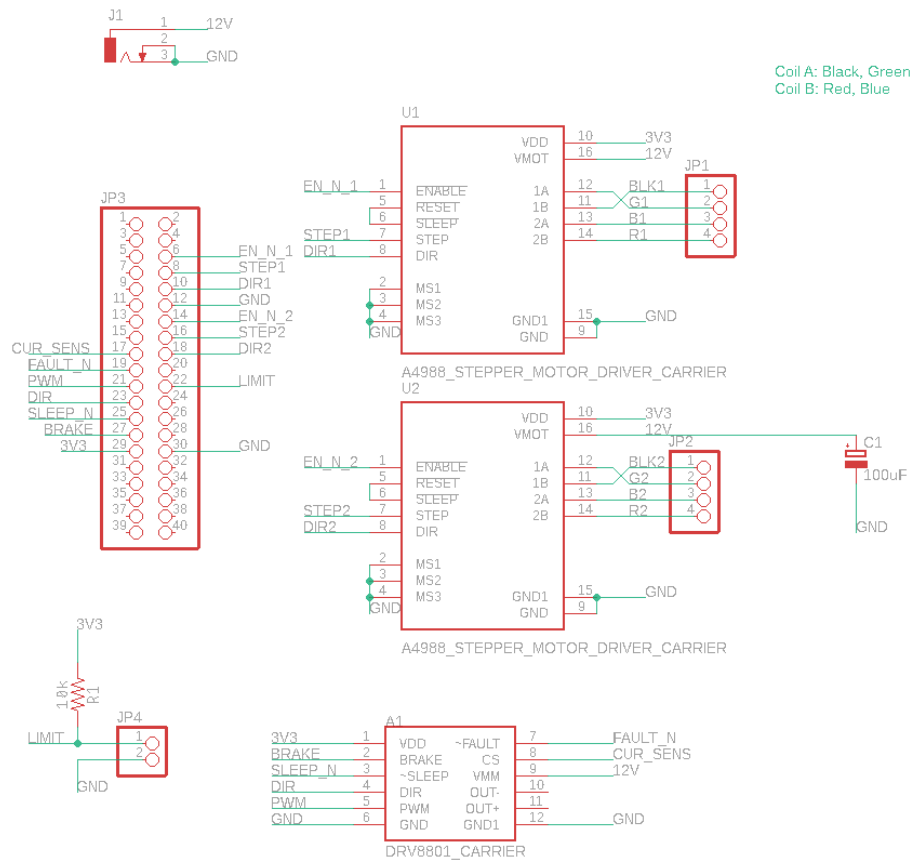 J1
1 12V
2
3 GND
Coil A: Black, Green
Coil B: Red, Blue
U1
VDD 10 3V3
VMOT 16 12V
JP1
EN_N_1 1 ENABLE 1A 12 BLK1 1
5 RESET 1B 11 G1 2
6 SLEEP 2A 13 B1 3
STEP1 7 STEP 2B 14 R1 4
DIR1 8 DIR
2 MS1
3 MS2
4 MS3 GND1 15 GND
GND GND 9
A4988_STEPPER_MOTOR_DRIVER_CARRIER
JP3
1 2
3 4
5 6 EN_N_1
7 8 STEP1
9 10 DIR1
11 12 GND
13 14 EN_N_2
15 16 STEP2
CUR_SENS 17 18 DIR2
FAULT_N 19 20
PWM 21 22 LIMIT
DIR 23 24
SLEEP_N 25 26
BRAKE 27 28
3V3 29 30 GND
31 32
33 34
35 36
37 38
39 40
U2
VDD 10 3V3
VMOT 16 12V
JP2
EN_N_2 1 ENABLE 1A 12 BLK2 1
5 RESET 1B 11 G2 2
6 SLEEP 2A 13 B2 3
STEP2 7 STEP 2B 14 R2 4
DIR2 8 DIR
2 MS1
3 MS2
4 MS3 GND1 15 GND
GND GND 9
A4988_STEPPER_MOTOR_DRIVER_CARRIER
C1
100uF
GND
3V3
10k
R1
JP4
LIMIT 1
2
GND
A1
3V3 1 VDD ~FAULT 7 FAULT_N
BRAKE 2 BRAKE CS 8 CUR_SENS
SLEEP_N 3 ~SLEEP VMM 9 12V
DIR 4 DIR OUT- 10
PWM 5 PWM OUT+ 11
GND 6 GND GND1 12 GND
DRV8801_CARRIER